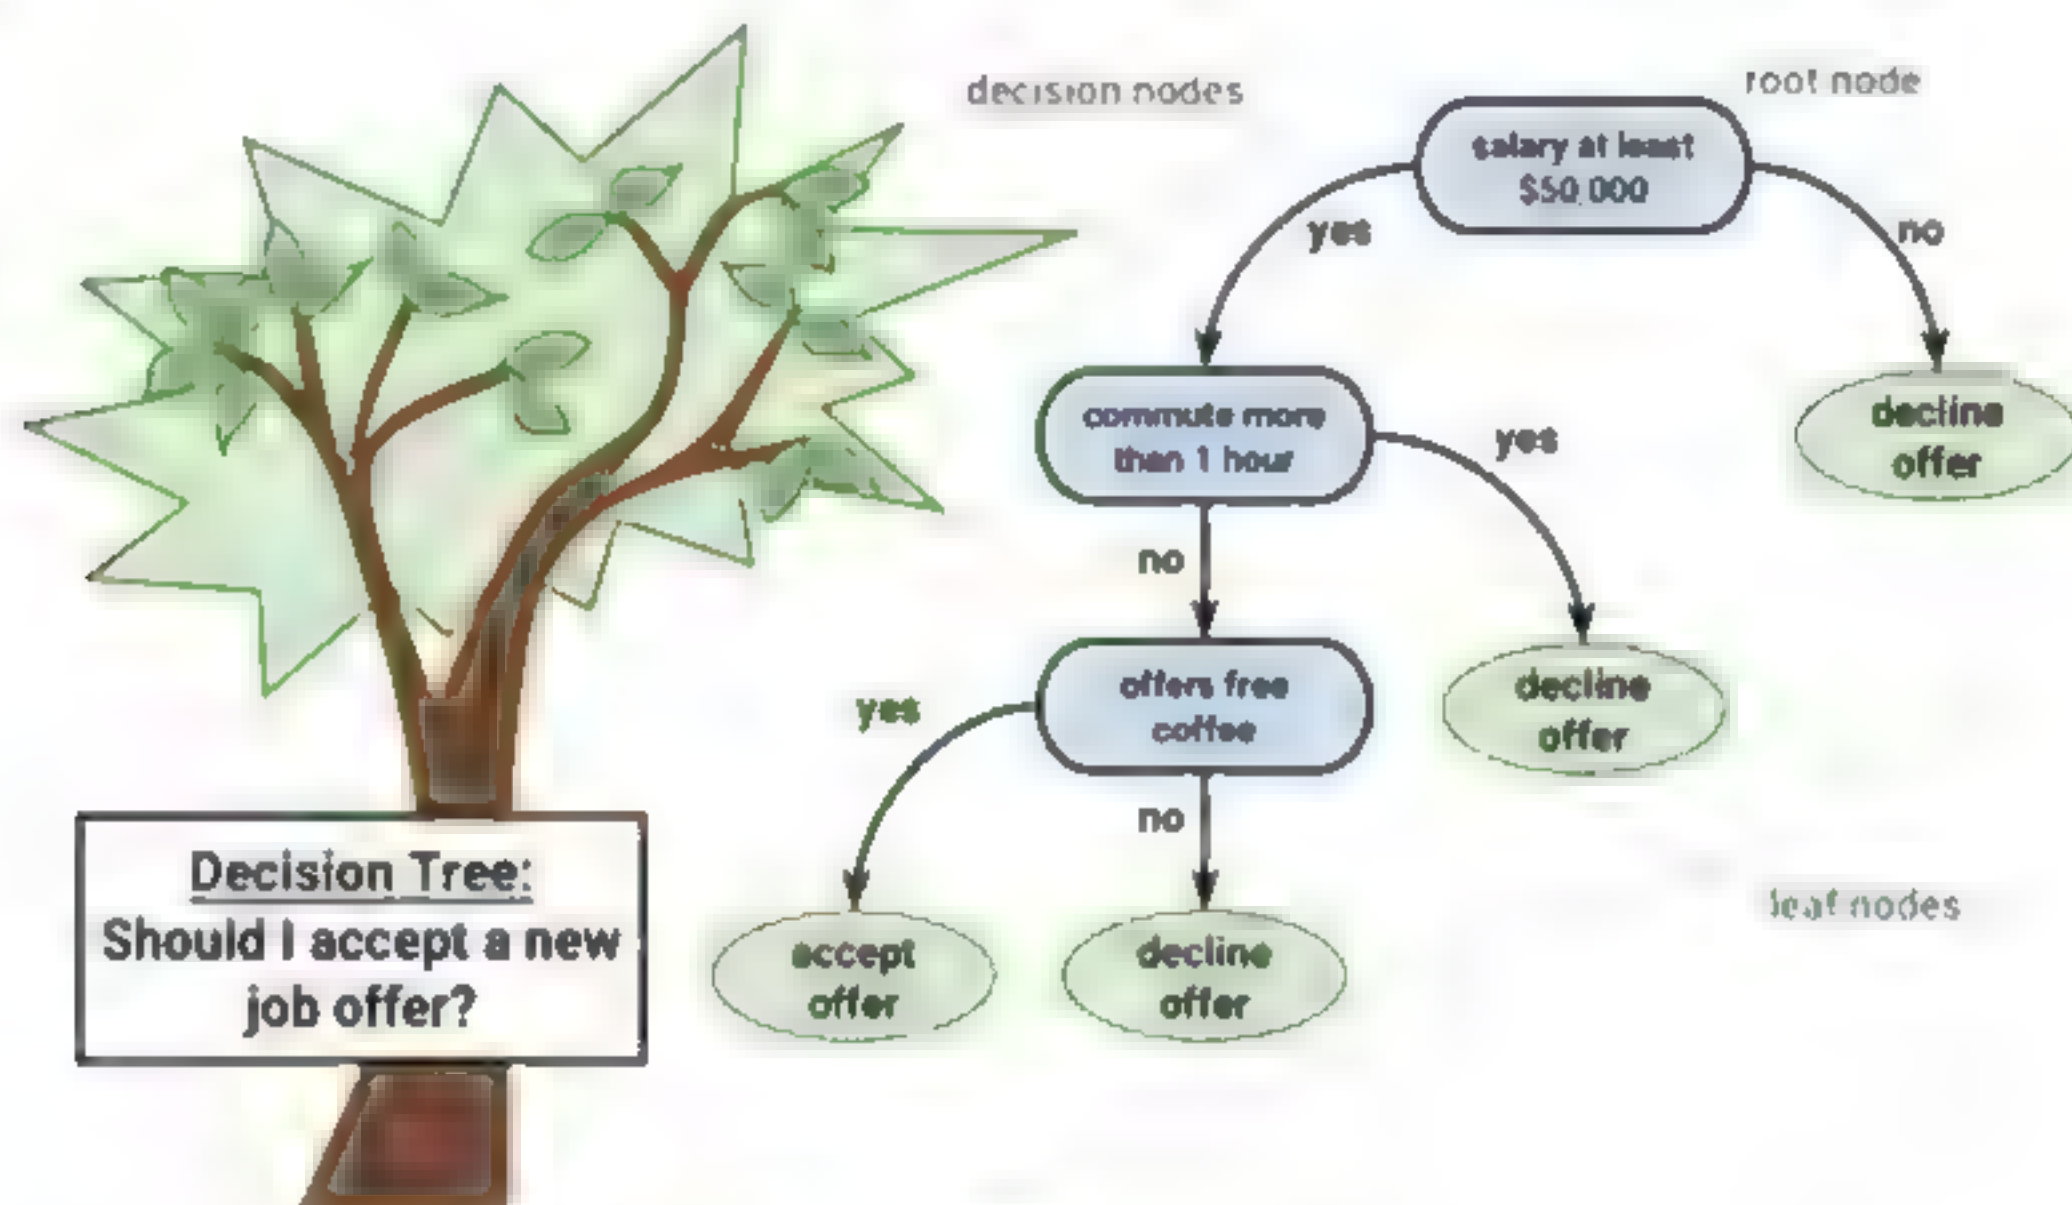 decision nodes
root node
salary at least
$50,000
yes
no
commute more
than 1 hour
yes
decline
offer
no
offers free
coffee
decline
offer
yes
no
accept
offer
decline
offer
leaf nodes
Decision Tree:
Should I accept a new
job offer?